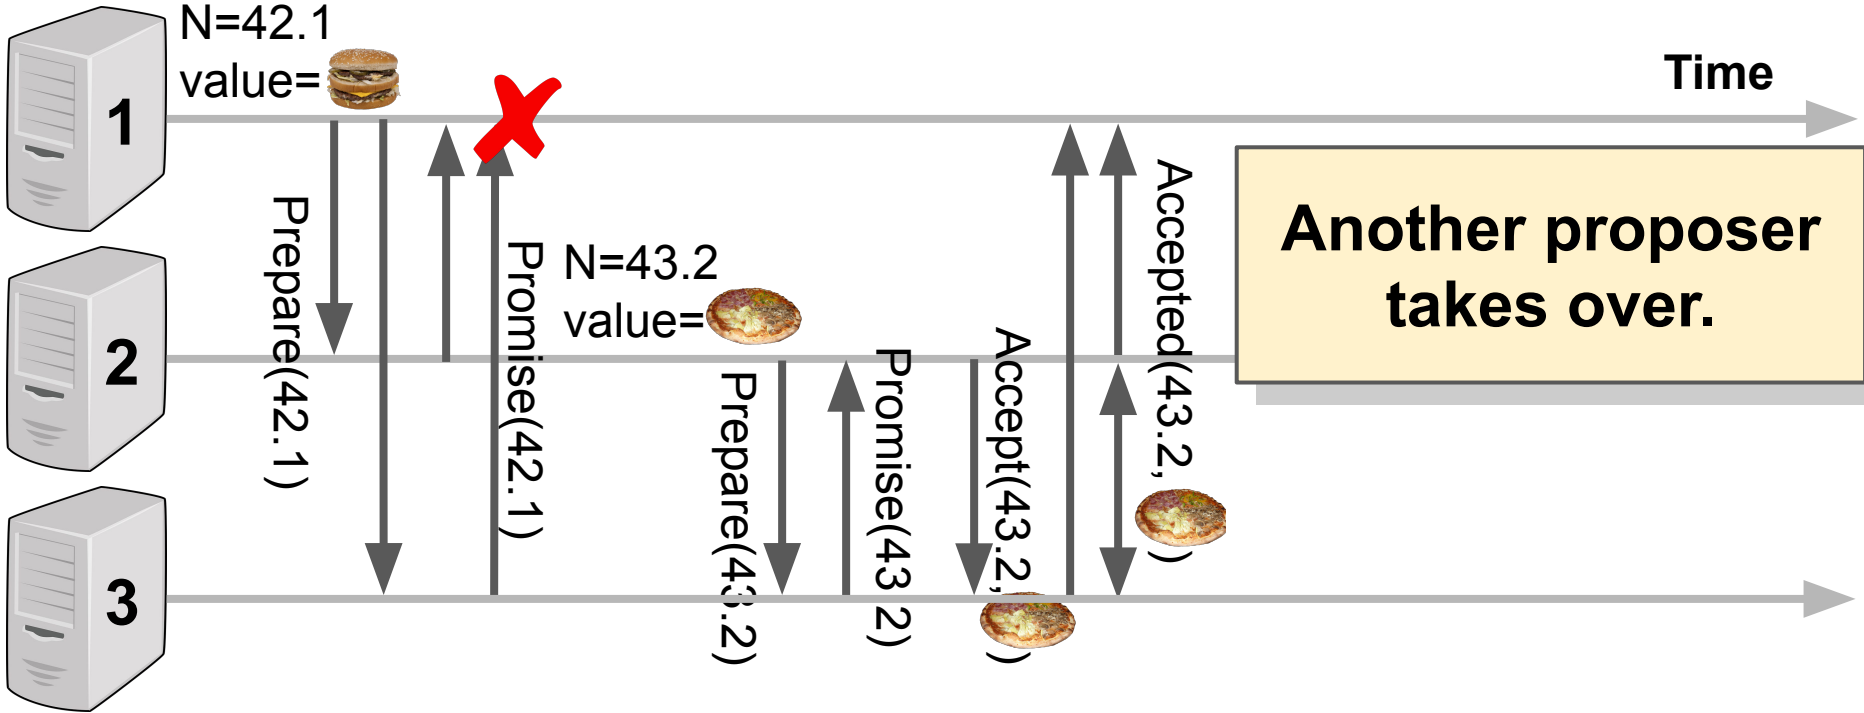 N=42.1
value=
Time
1
Prepare(42.1)
Promise(42.1)
N=43.2
value=
Another proposer
takes over.
2
Prepare(43.2)
Promise(43 2)
Accept(43.2, )
Accepted(43.2, )
3